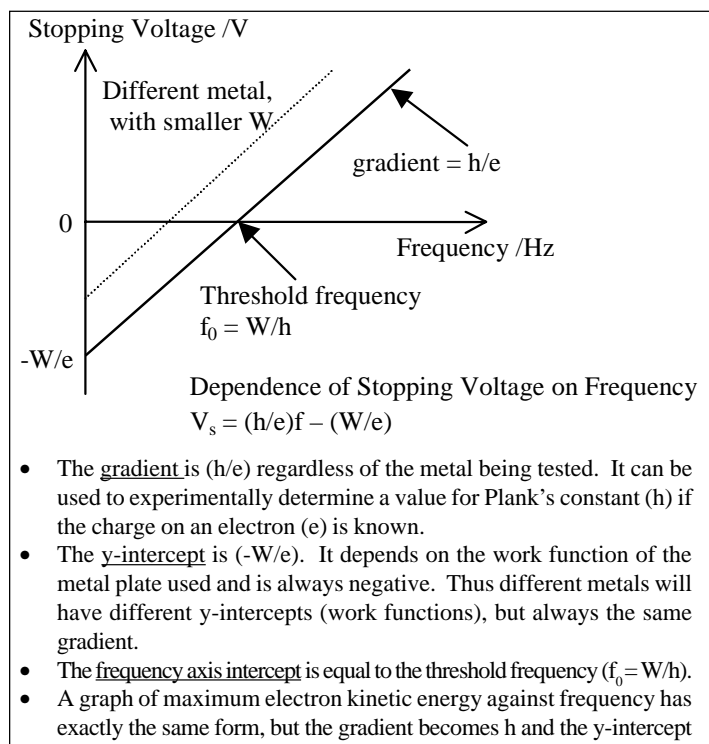 Stopping Voltage /V
Different metal,
with smaller W
gradient = h/e
0
Frequency /Hz
Threshold frequency
f₀ = W/h
-W/e
Dependence of Stopping Voltage on Frequency
Vₛ = (h/e)f – (W/e)
• The gradient is (h/e) regardless of the metal being tested. It can be
used to experimentally determine a value for Plank's constant (h) if
the charge on an electron (e) is known.
• The y-intercept is (-W/e). It depends on the work function of the
metal plate used and is always negative. Thus different metals will
have different y-intercepts (work functions), but always the same
gradient.
• The frequency axis intercept is equal to the threshold frequency (f₀= W/h).
• A graph of maximum electron kinetic energy against frequency has
exactly the same form, but the gradient becomes h and the y-intercept